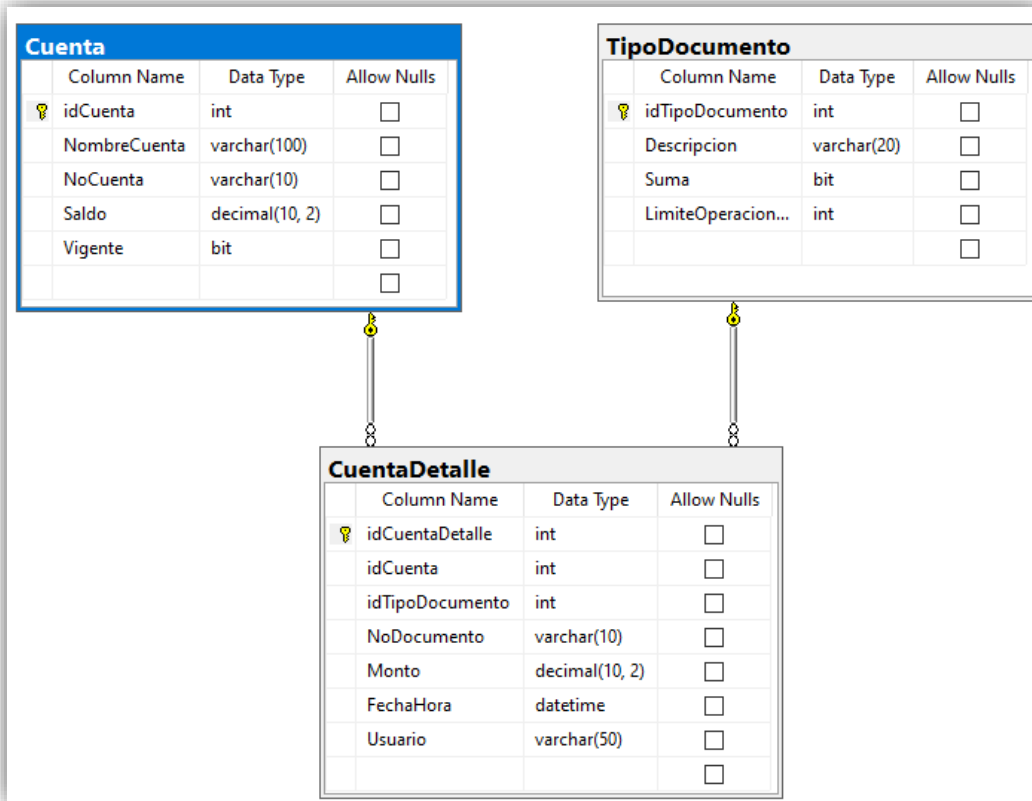 Cuenta
Column Name Data Type Allow Nulls
idCuenta int
NombreCuenta varchar(100)
NoCuenta varchar(10)
Saldo decimal(10, 2)
Vigente bit
TipoDocumento
Column Name Data Type Allow Nulls
idTipoDocumento int
Descripcion varchar(20)
Suma bit
LimiteOperacion... int
CuentaDetalle
Column Name Data Type Allow Nulls
idCuentaDetalle int
idCuenta int
idTipoDocumento int
NoDocumento varchar(10)
Monto decimal(10, 2)
FechaHora datetime
Usuario varchar(50)